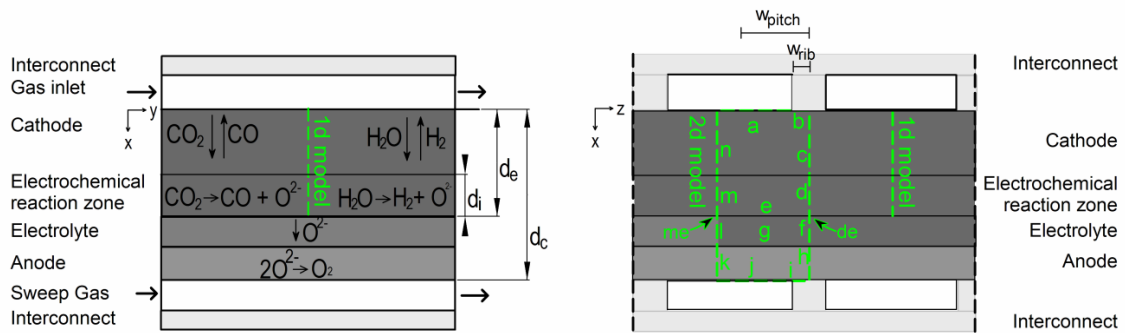 Interconnect
Gas inlet
y
x
Cathode
CO2
CO
1d model
H2O
H2
de
Electrochemical
reaction zone
CO2→CO + O2-
H2O→H2+ O2-
di
Electrolyte
O2-
dc
Anode
2O2-→O2
Sweep Gas
Interconnect
wpitch
wrib
Interconnect
z
x
2d model
a
b
n
c
1d model
Cathode
m
d
e
Electrochemical
reaction zone
me
l
g
f
de
Electrolyte
k
j
i
h
Anode
Interconnect